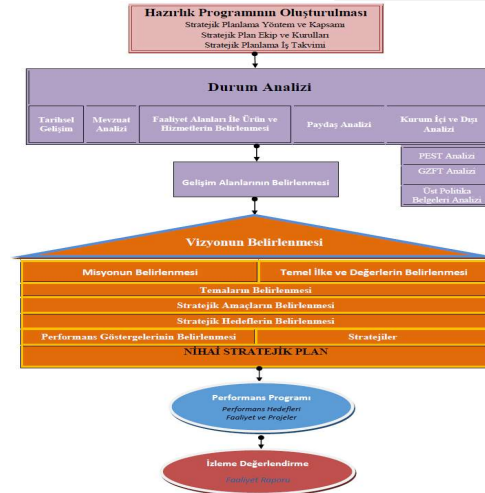 Hazırlık Programının Oluşturulması
Stratejik Planlama Yöntem ve Kapsamı
Stratejik Plan Ekip ve Kurulları
Stratejik Planlama İş Takvimi
Durum Analizi
Tarihsel Gelişim
Mevzuat Analizi
Faaliyet Alanları İle Ürün ve Hizmetlerin Belirlenmesi
Paydaş Analizi
Kurum İçi ve Dışı Analizi
PEST Analizi
GZFT Analizi
Üst Politika Belgeleri Analizi
Gelişim Alanlarının Belirlenmesi
Vizyonun Belirlenmesi
Misyonun Belirlenmesi
Temel İlke ve Değerlerin Belirlenmesi
Temaların Belirlenmesi
Stratejik Amaçların Belirlenmesi
Stratejik Hedeflerin Belirlenmesi
Performans Göstergelerinin Belirlenmesi
Stratejiler
NİHAİ STRATEJİK PLAN
Performans Programı
Performans Hedefleri
Faaliyet ve Projeler
İzleme Değerlendirme
Faaliyet Raporu